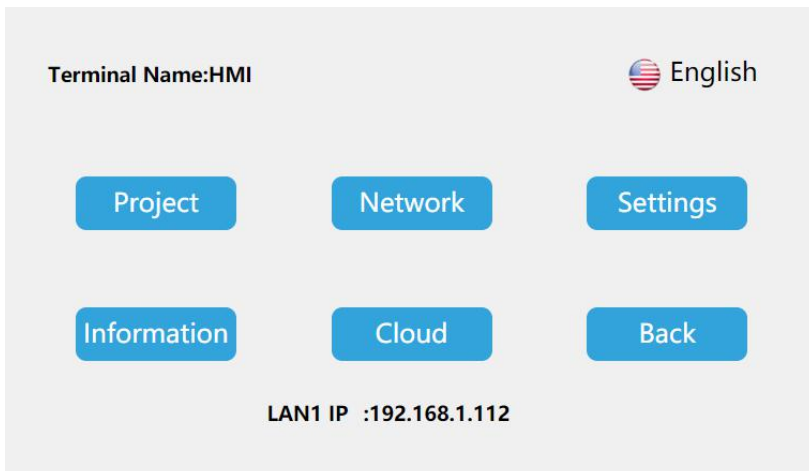 Terminal Name:HMI
English
Project Network Settings
Information Cloud Back
LAN1 IP :192.168.1.112